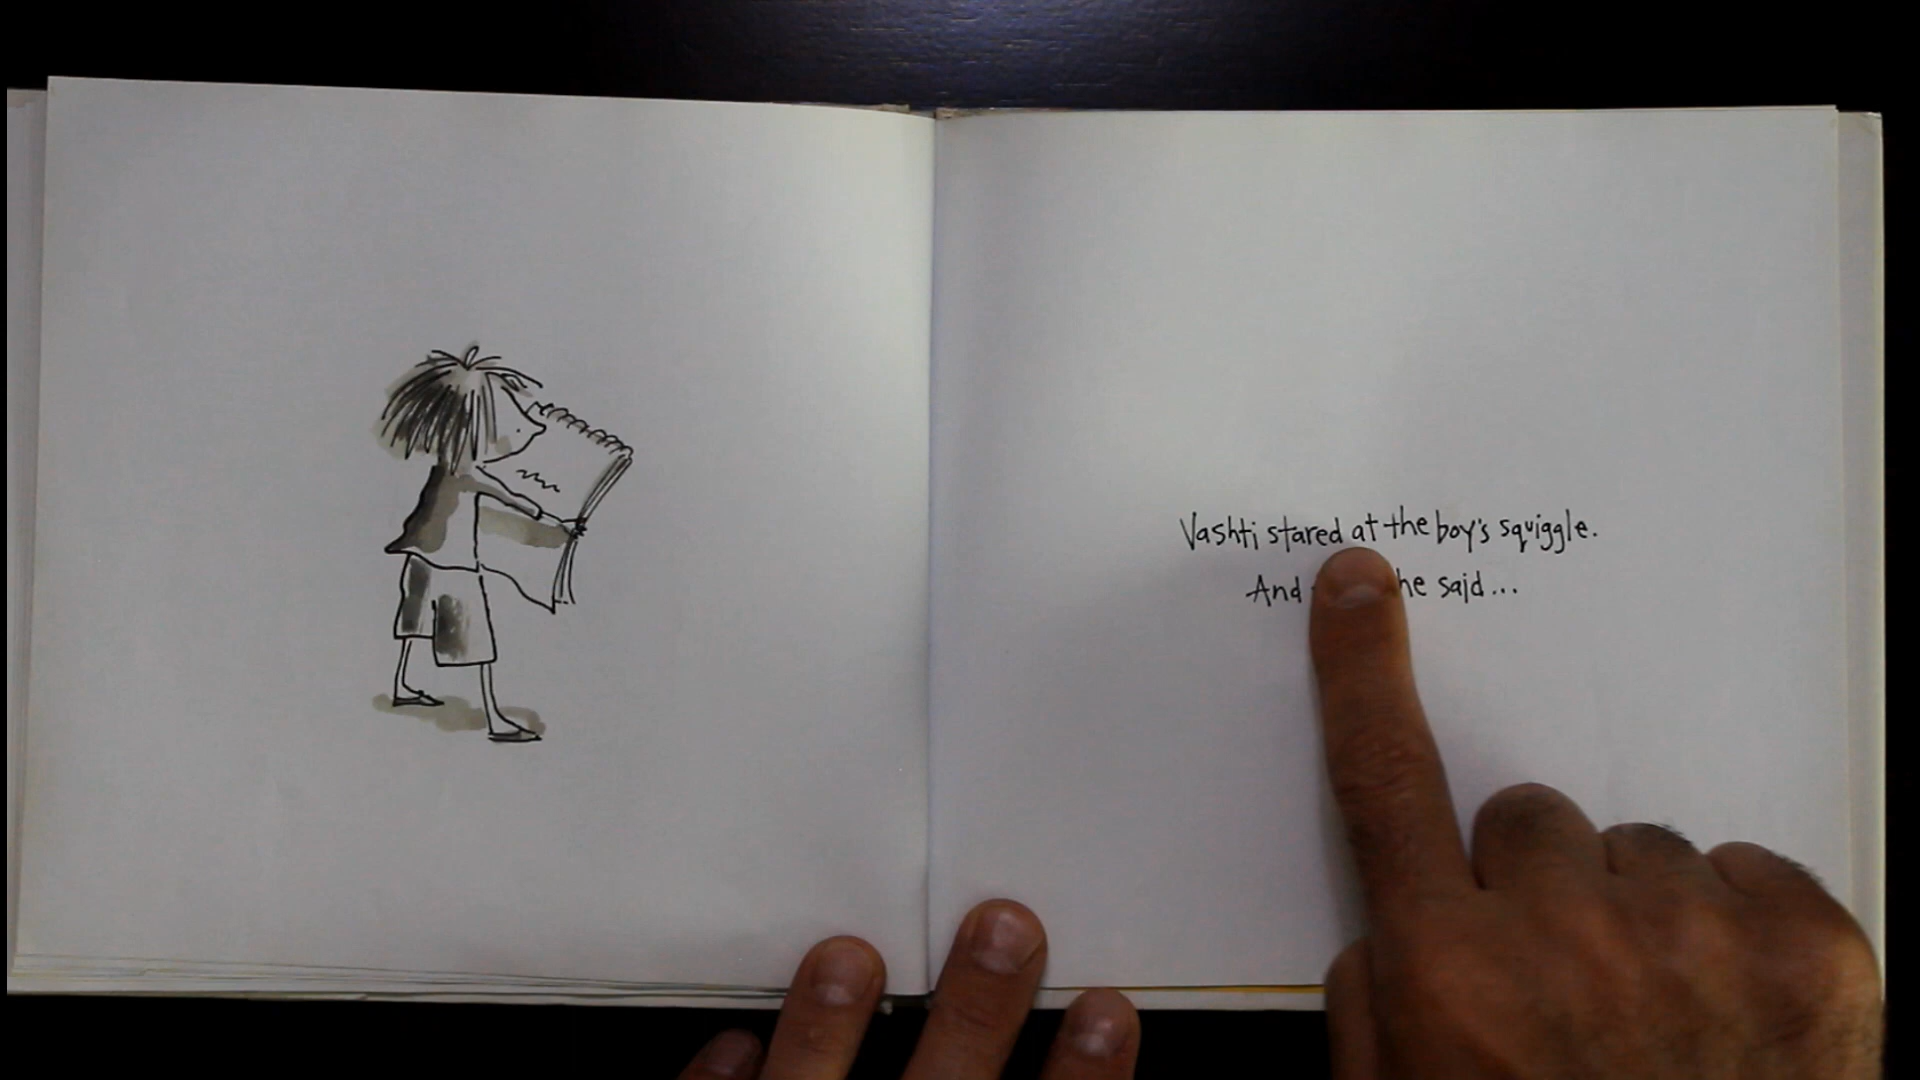 Vashti stared at the boy's squiggle.
And he said...